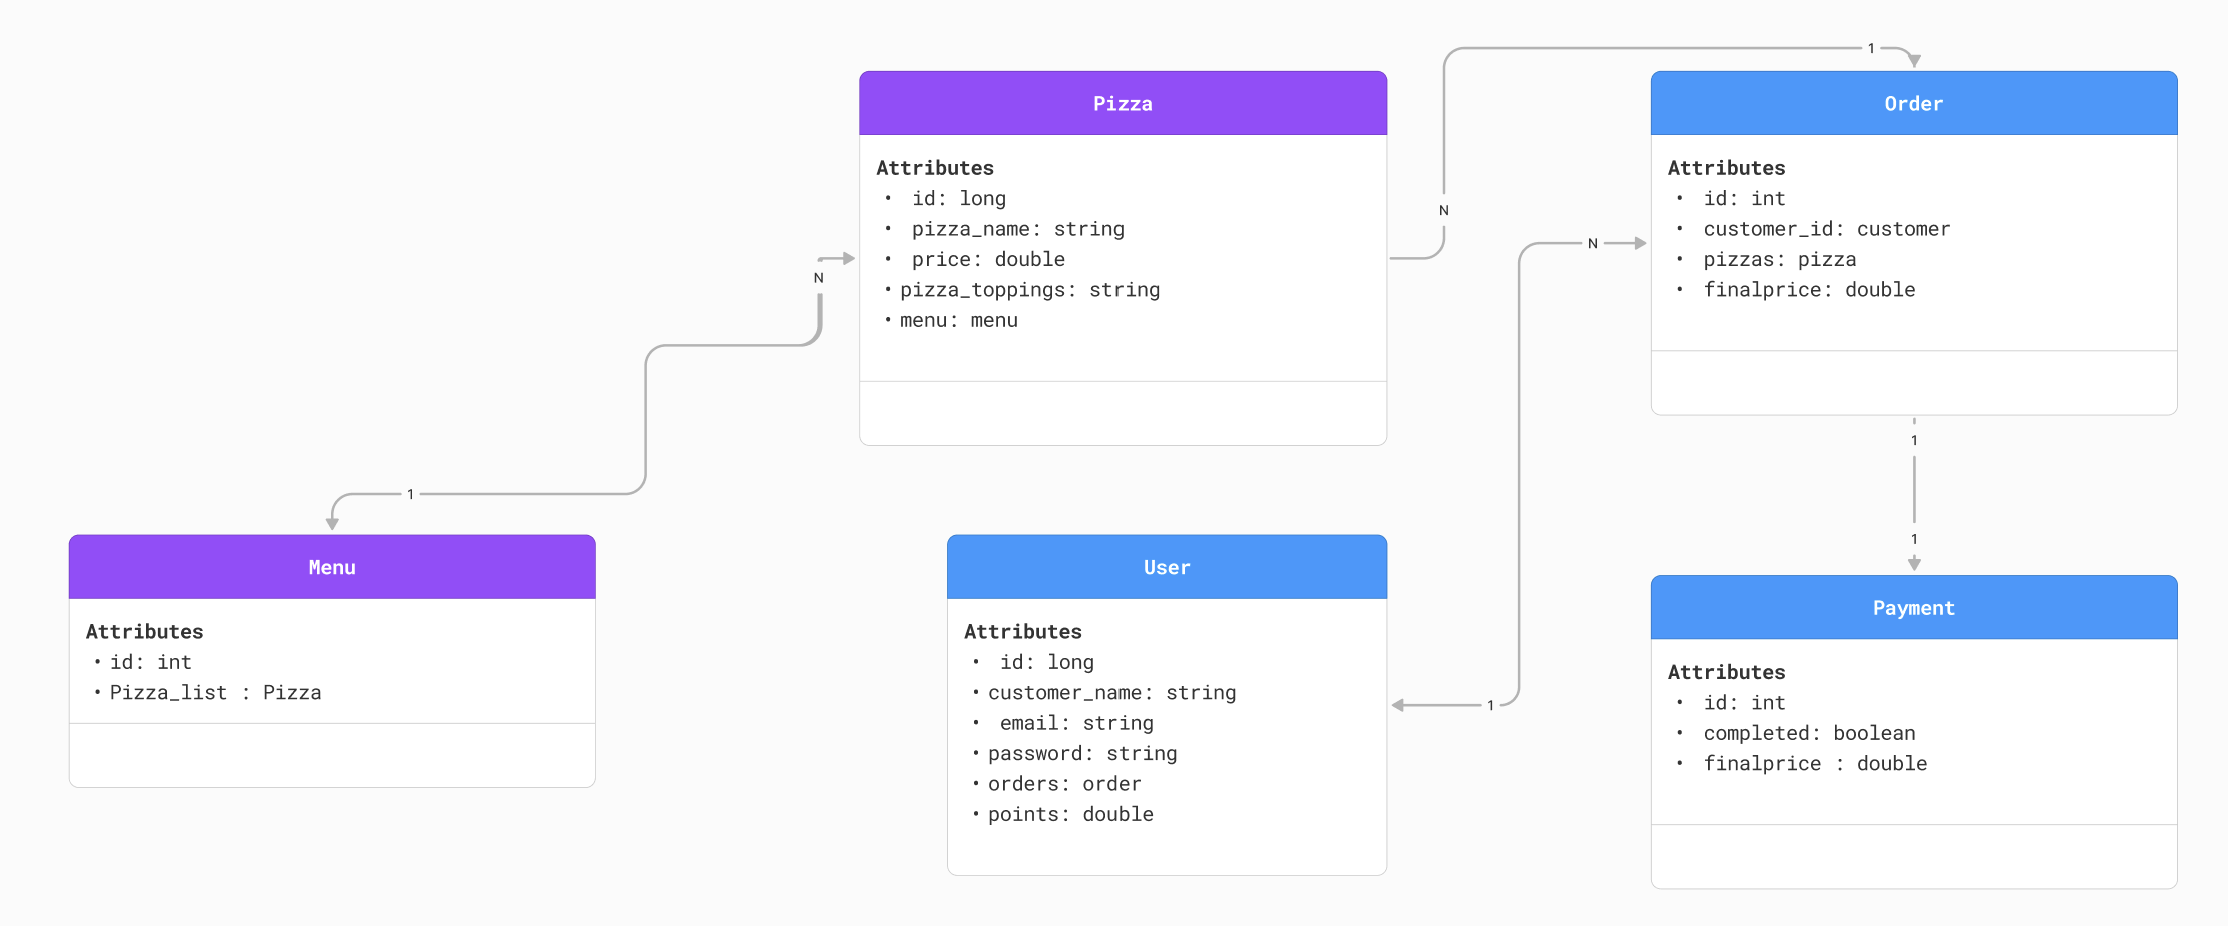 Pizza
Attributes
• id: long
• pizza_name: string
• price: double
• pizza_toppings: string
• menu: menu
Order
Attributes
• id: int
• customer_id: customer
• pizzas: pizza
• finalprice: double
Menu
Attributes
• id: int
• Pizza_list : Pizza
User
Attributes
• id: long
• customer_name: string
• email: string
• password: string
• orders: order
• points: double
Payment
Attributes
• id: int
• completed: boolean
• finalprice : double
1
N
N
N
1
1
1
1